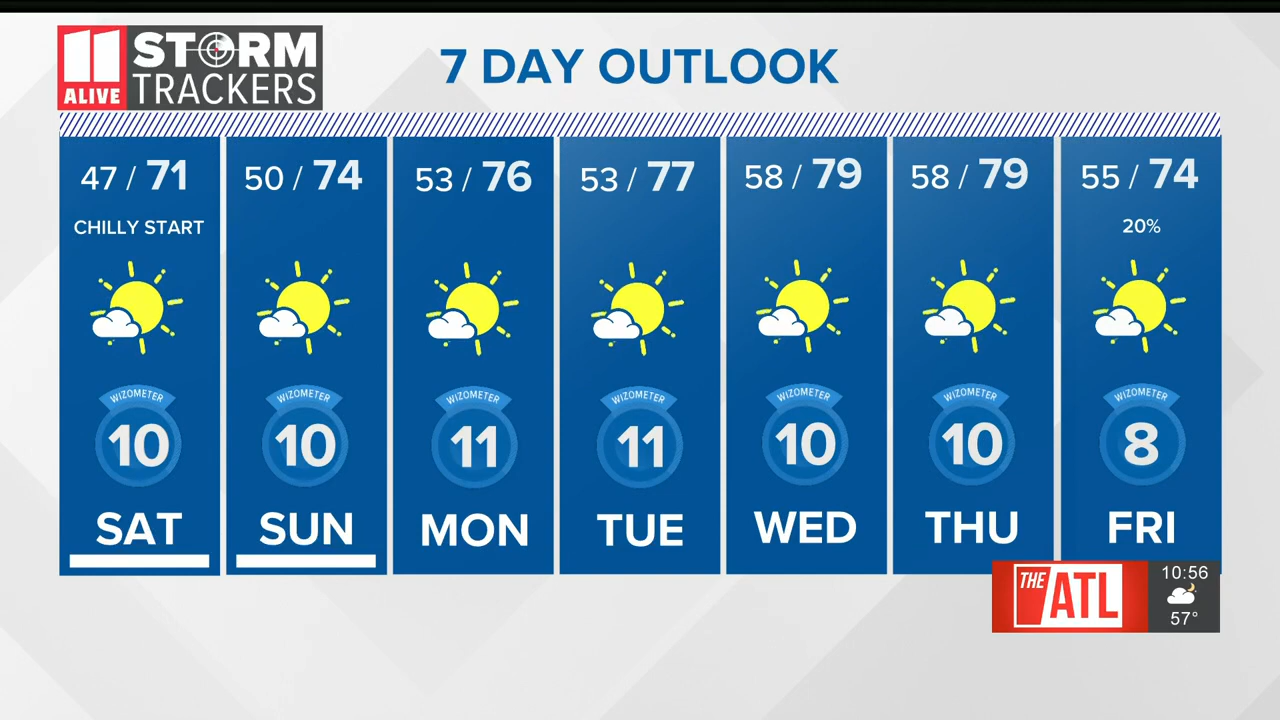 11 ALIVE
STORM
TRACKERS
7 DAY OUTLOOK
47 / 71
CHILLY START
WIZOMETER
10
SAT
50 / 74
WIZOMETER
10
SUN
53 / 76
WIZOMETER
11
MON
53 / 77
WIZOMETER
11
TUE
58 / 79
WIZOMETER
10
WED
58 / 79
WIZOMETER
10
THU
55 / 74
20%
WIZOMETER
8
FRI
THE ATL
10:56
57°